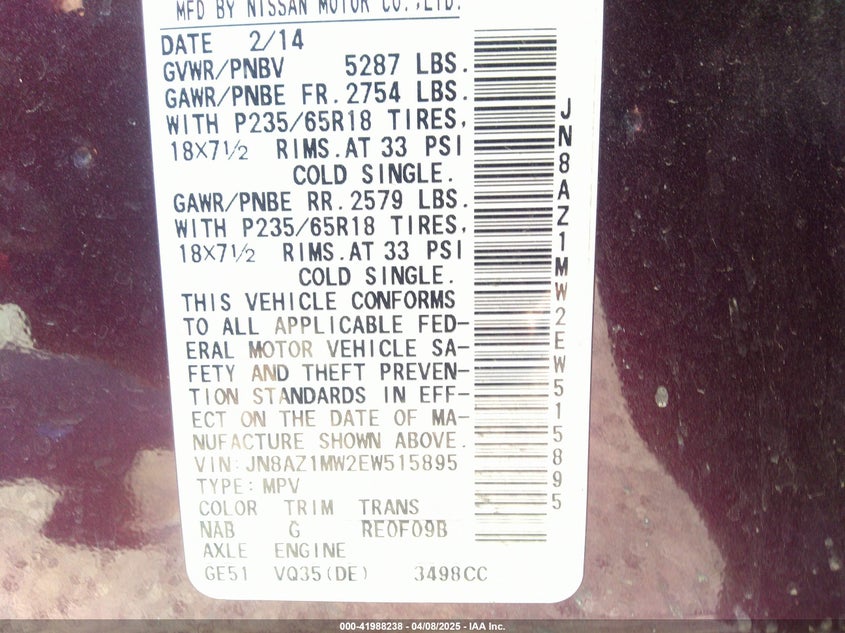 MFD BY NISSAN MOTOR CO.,LTD.
DATE 2/14
GVWR/PNBV 5287 LBS.
GAWR/PNBE FR. 2754 LBS.
WITH P235/65R18 TIRES,
18X7½ RIMS. AT 33 PSI
COLD SINGLE.
GAWR/PNBE RR. 2579 LBS.
WITH P235/65R18 TIRES,
18X7½ RIMS. AT 33 PSI
COLD SINGLE.
THIS VEHICLE CONFORMS
TO ALL APPLICABLE FED-
ERAL MOTOR VEHICLE SA-
FETY AND THEFT PREVEN-
TION STANDARDS IN EFF-
ECT ON THE DATE OF MA-
NUFACTURE SHOWN ABOVE.
VIN:JN8AZ1MW2EW515895
TYPE:MPV
COLOR TRIM TRANS
NAB G RE0F09B
AXLE ENGINE
GE51 VQ35(DE) 3498CC
JN8AZ1MW2EW515895
000-41988238 - 04/08/2025 - IAA Inc.